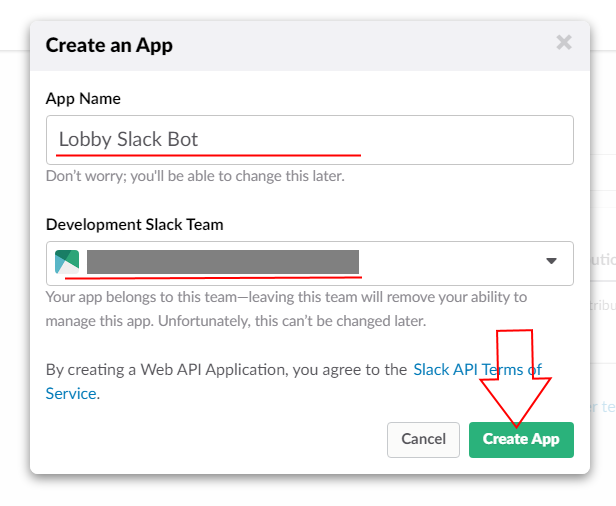 Create an App
App Name
Lobby Slack Bot
Don't worry; you'll be able to change this later.
Development Slack Team
Your app belongs to this team—leaving this team will remove your ability to
manage this app. Unfortunately, this can't be changed later.
By creating a Web API Application, you agree to the Slack API Terms of
Service.
Cancel
Create App